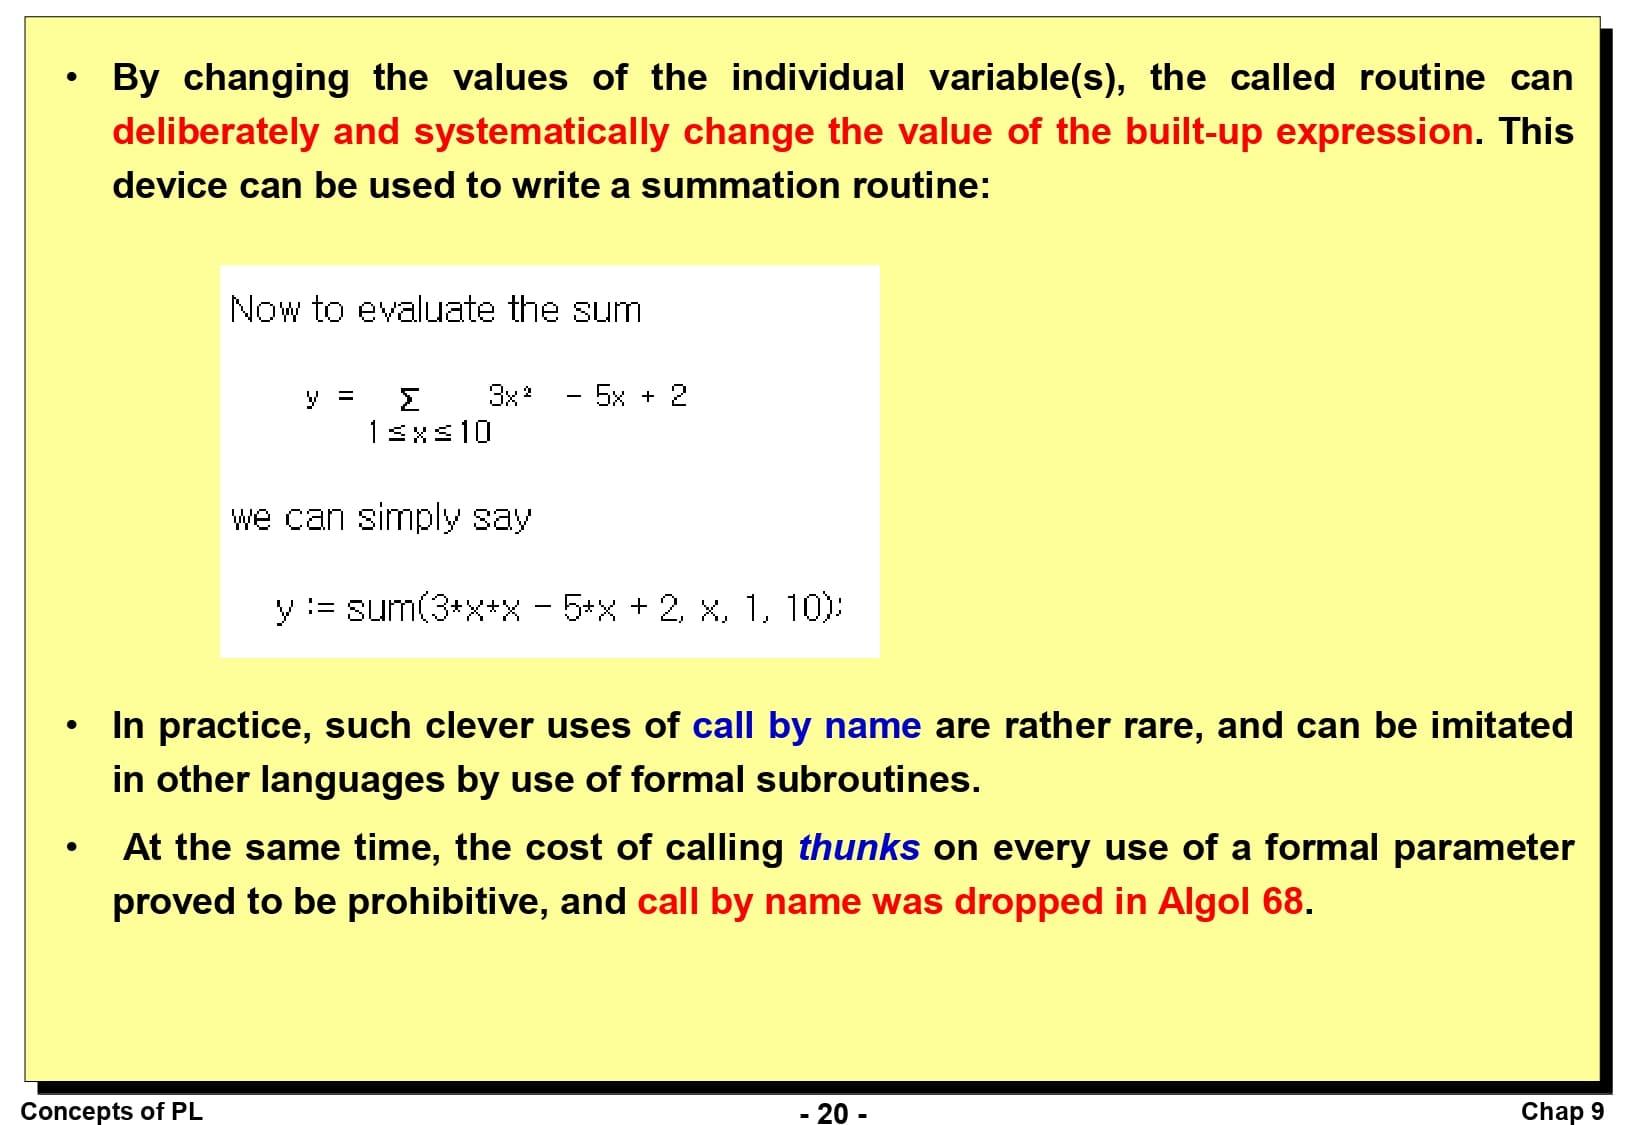 • By changing the values of the individual variable(s), the called routine can
deliberately and systematically change the value of the built-up expression. This
device can be used to write a summation routine:
Now to evaluate the sum
y = Σ 3x² − 5x + 2
1≤x≤10
we can simply say
y := sum(3*x*x − 5*x + 2, x, 1, 10);
• In practice, such clever uses of call by name are rather rare, and can be imitated
in other languages by use of formal subroutines.
• At the same time, the cost of calling thunks on every use of a formal parameter
proved to be prohibitive, and call by name was dropped in Algol 68.
Concepts of PL - 20 - Chap 9